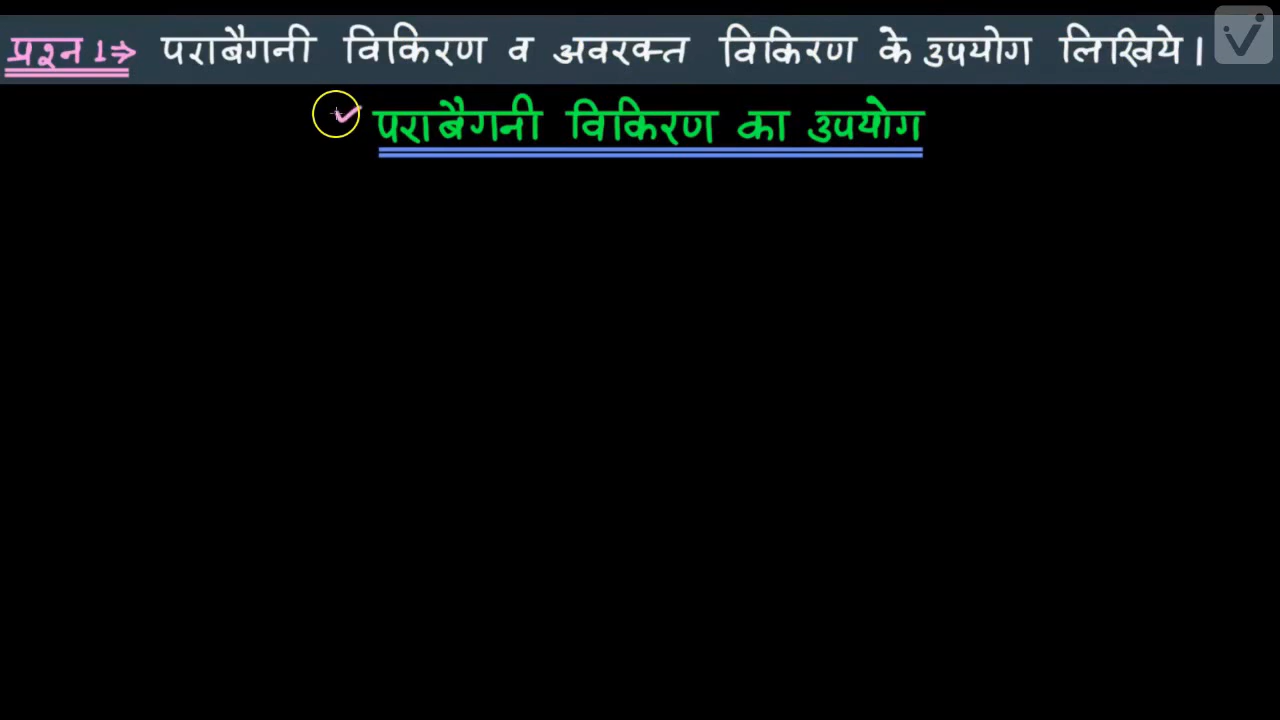 प्रश्न 1⇒ पराबैगनी विकिरण व अवरक्त विकिरण के उपयोग लिखिये।
पराबैगनी विकिरण का उपयोग